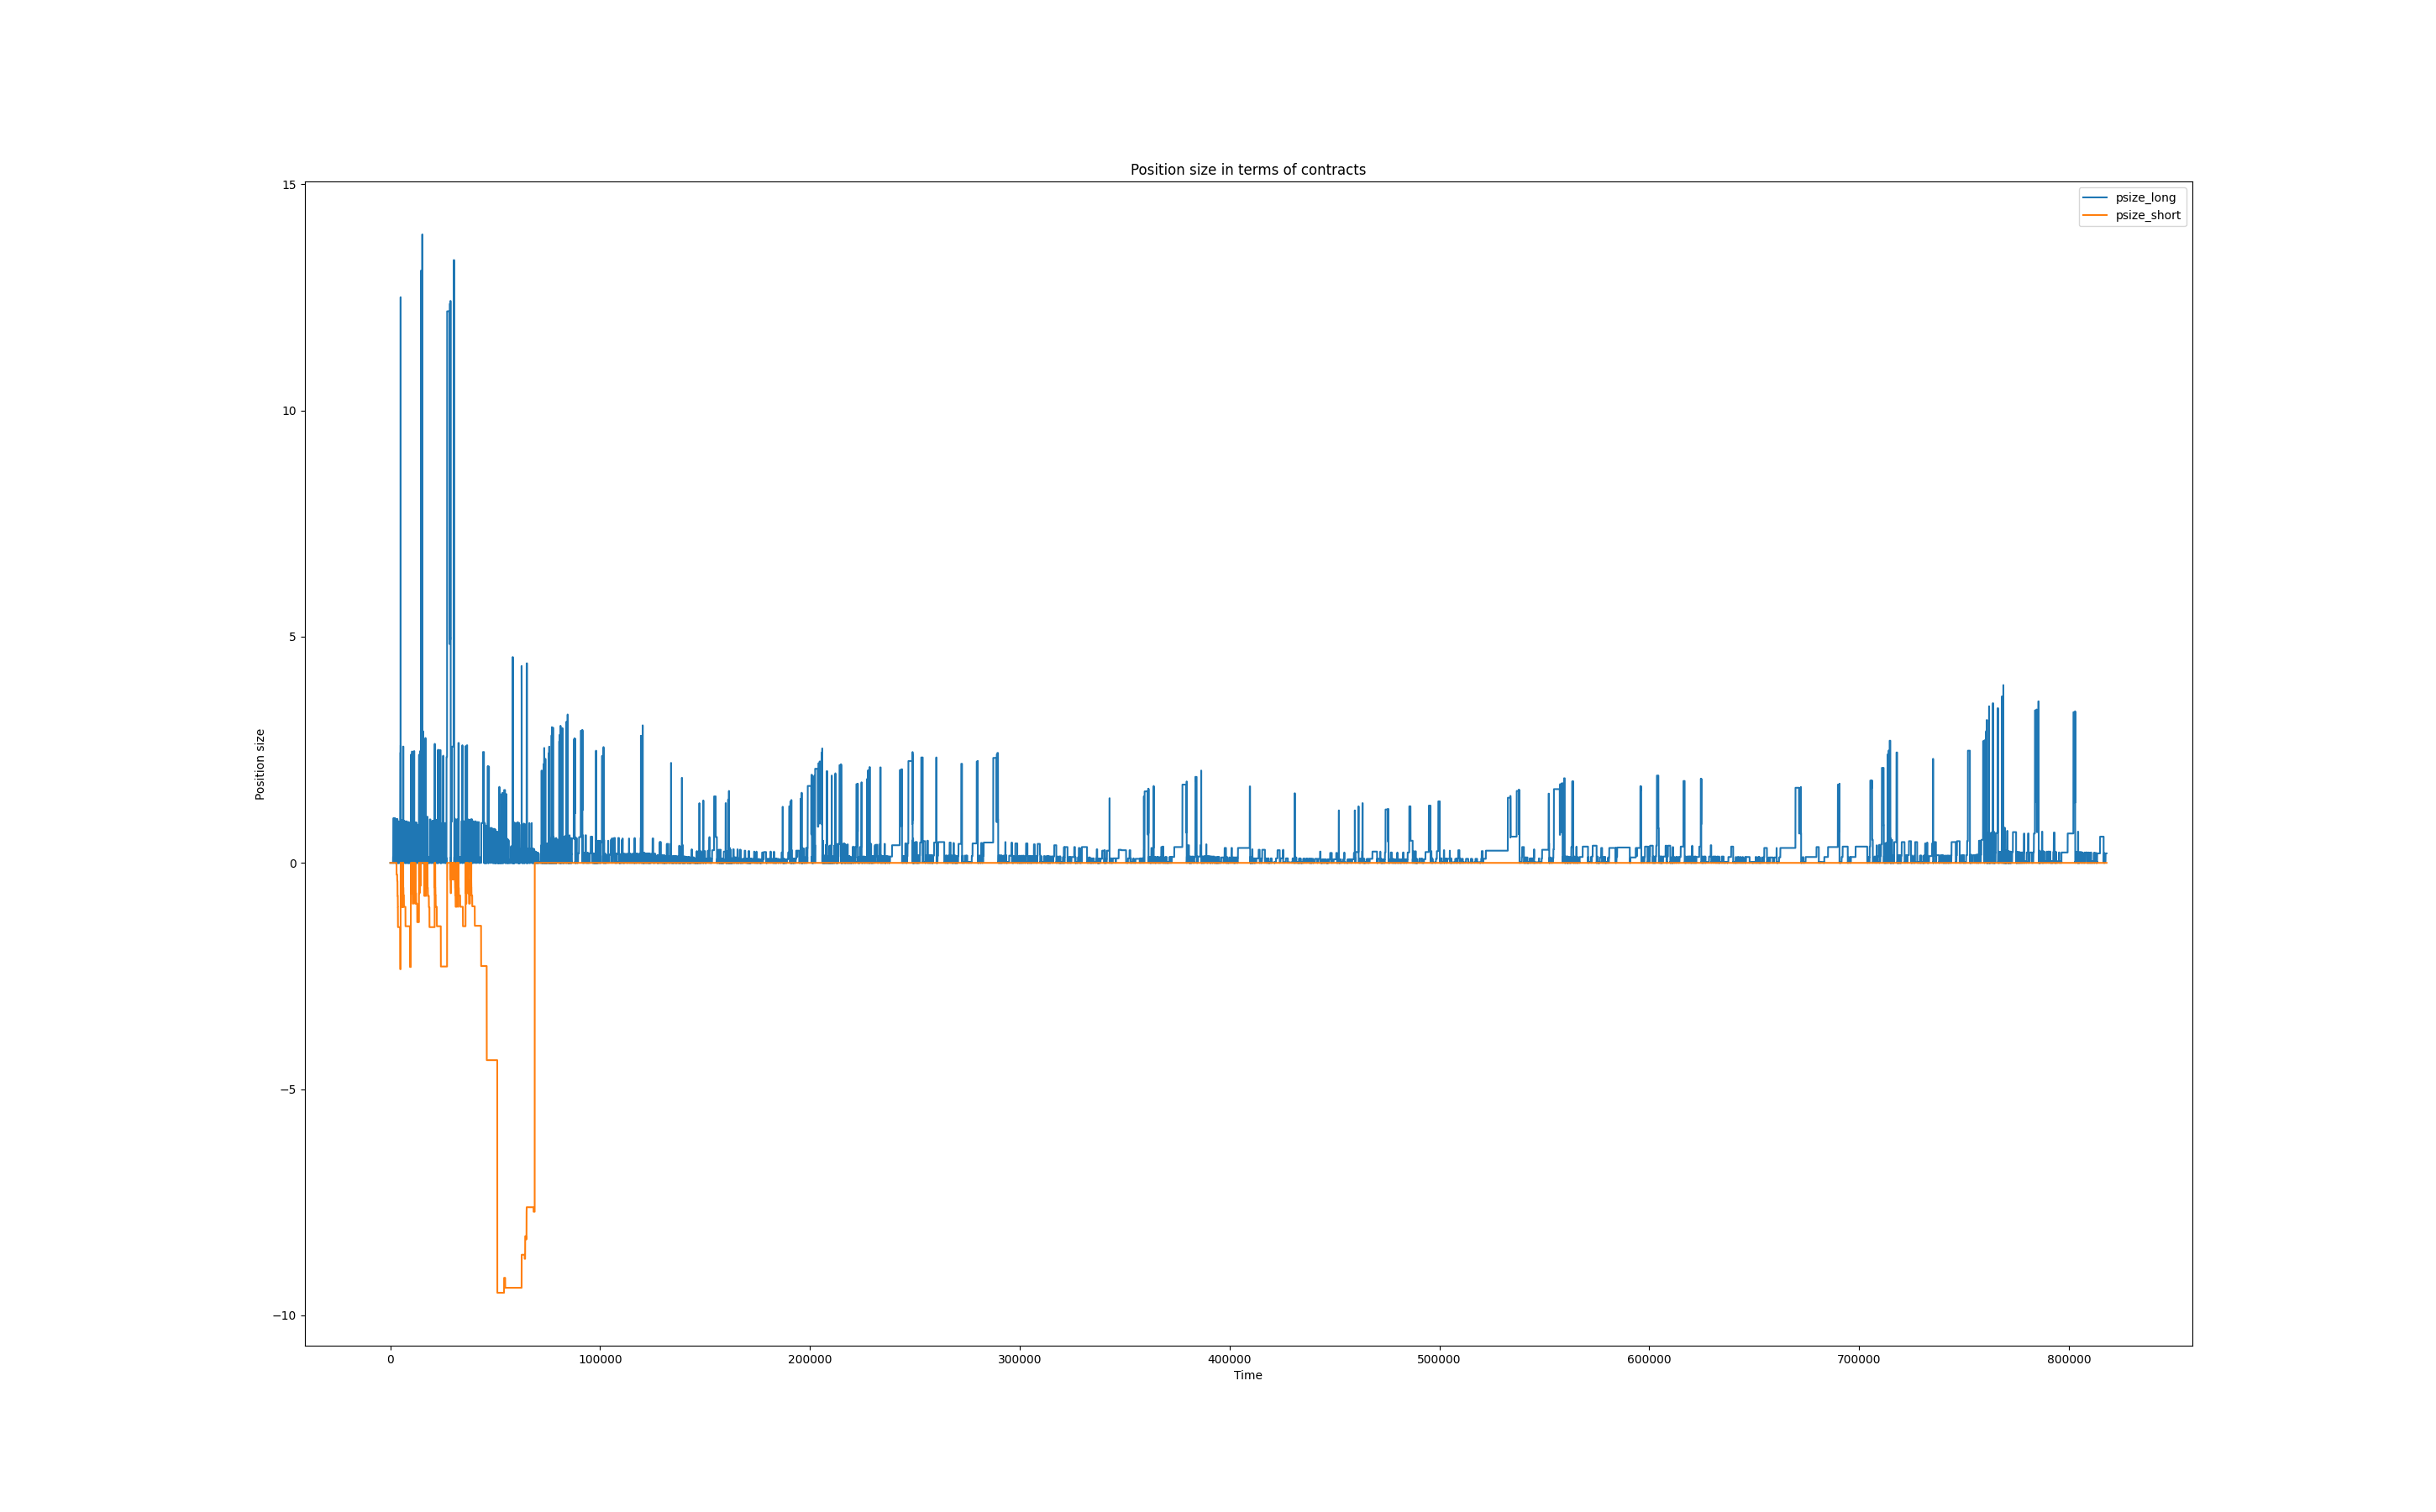 Position size in terms of contracts
psize_long
psize_short
15
10
5
0
−5
−10
Position size
0 100000 200000 300000 400000 500000 600000 700000 800000
Time